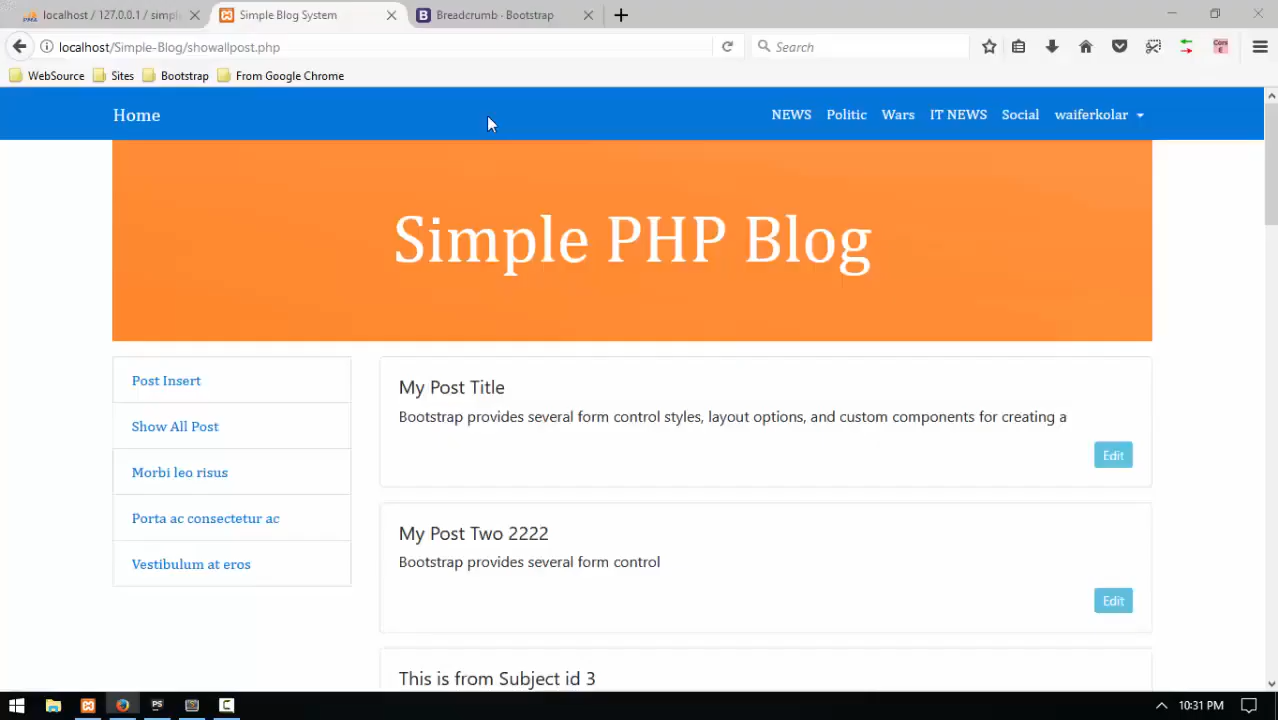 localhost / 127.0.0.1 / simpl
Simple Blog System
Breadcrumb · Bootstrap
localhost/Simple-Blog/showallpost.php
Search
WebSource
Sites
Bootstrap
From Google Chrome
Home
NEWS
Politic
Wars
IT NEWS
Social
waiferkolar
Simple PHP Blog
Post Insert
Show All Post
Morbi leo risus
Porta ac consectetur ac
Vestibulum at eros
My Post Title
Bootstrap provides several form control styles, layout options, and custom components for creating a
Edit
My Post Two 2222
Bootstrap provides several form control
Edit
This is from Subject id 3
10:31 PM